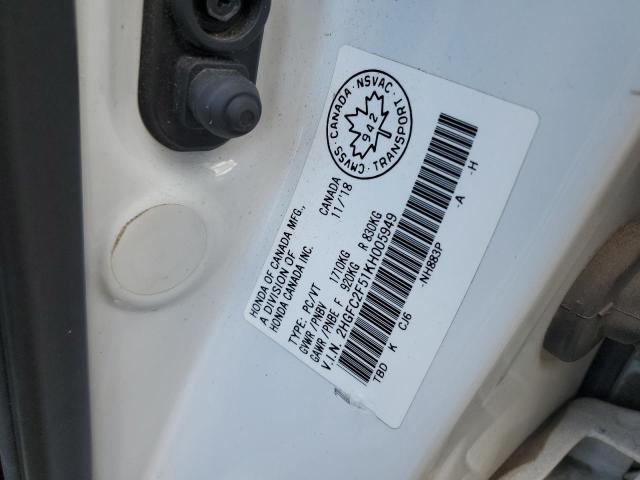 HONDA OF CANADA MFG.,
A DIVISION OF
HONDA CANADA INC.
CANADA
11/'18
CMVSS · CANADA · NSVAC · TRANSPORT ·
942
TYPE: PC/VT
GVWR /PNBV 1710KG
GAWR /PNBE F 920KG R 830KG
V.I.N. 2HGFC2F51KH005949
TBD K CJ6 -NH883P -A -H